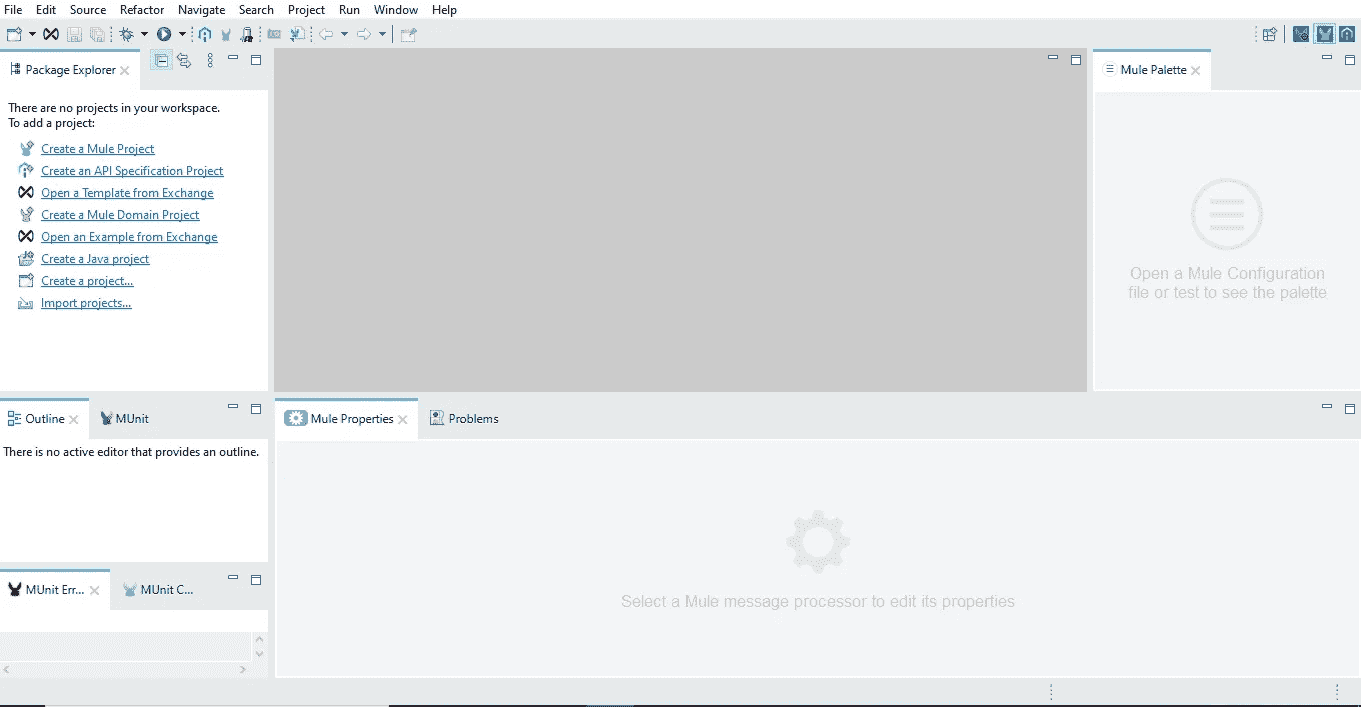 File Edit Source Refactor Navigate Search Project Run Window Help
Package Explorer
There are no projects in your workspace.
To add a project:
Create a Mule Project
Create an API Specification Project
Open a Template from Exchange
Create a Mule Domain Project
Open an Example from Exchange
Create a Java project
Create a project...
Import projects...
Mule Palette
Open a Mule Configuration
file or test to see the palette
Outline MUnit
There is no active editor that provides an outline.
MUnit Err... MUnit C...
Mule Properties Problems
Select a Mule message processor to edit its properties